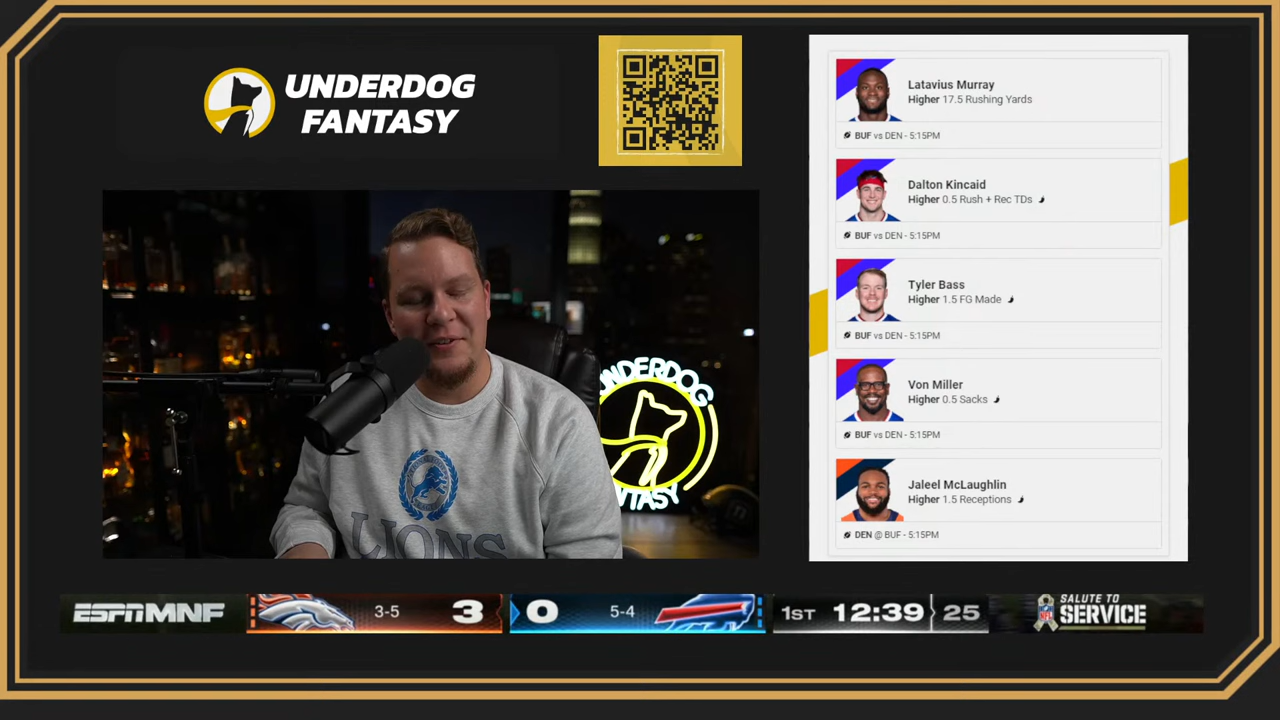 UNDERDOG
FANTASY
Latavius Murray
Higher 17.5 Rushing Yards
BUF vs DEN - 5:15PM
Dalton Kincaid
Higher 0.5 Rush + Rec TDs
BUF vs DEN - 5:15PM
Tyler Bass
Higher 1.5 FG Made
BUF vs DEN - 5:15PM
Von Miller
Higher 0.5 Sacks
BUF vs DEN - 5:15PM
Jaleel McLaughlin
Higher 1.5 Receptions
DEN @ BUF - 5:15PM
UNDERDOG
FANTASY
LIONS
ESPN MNF
3-5
3
0
5-4
1ST
12:39
25
NFL
SALUTE TO
SERVICE